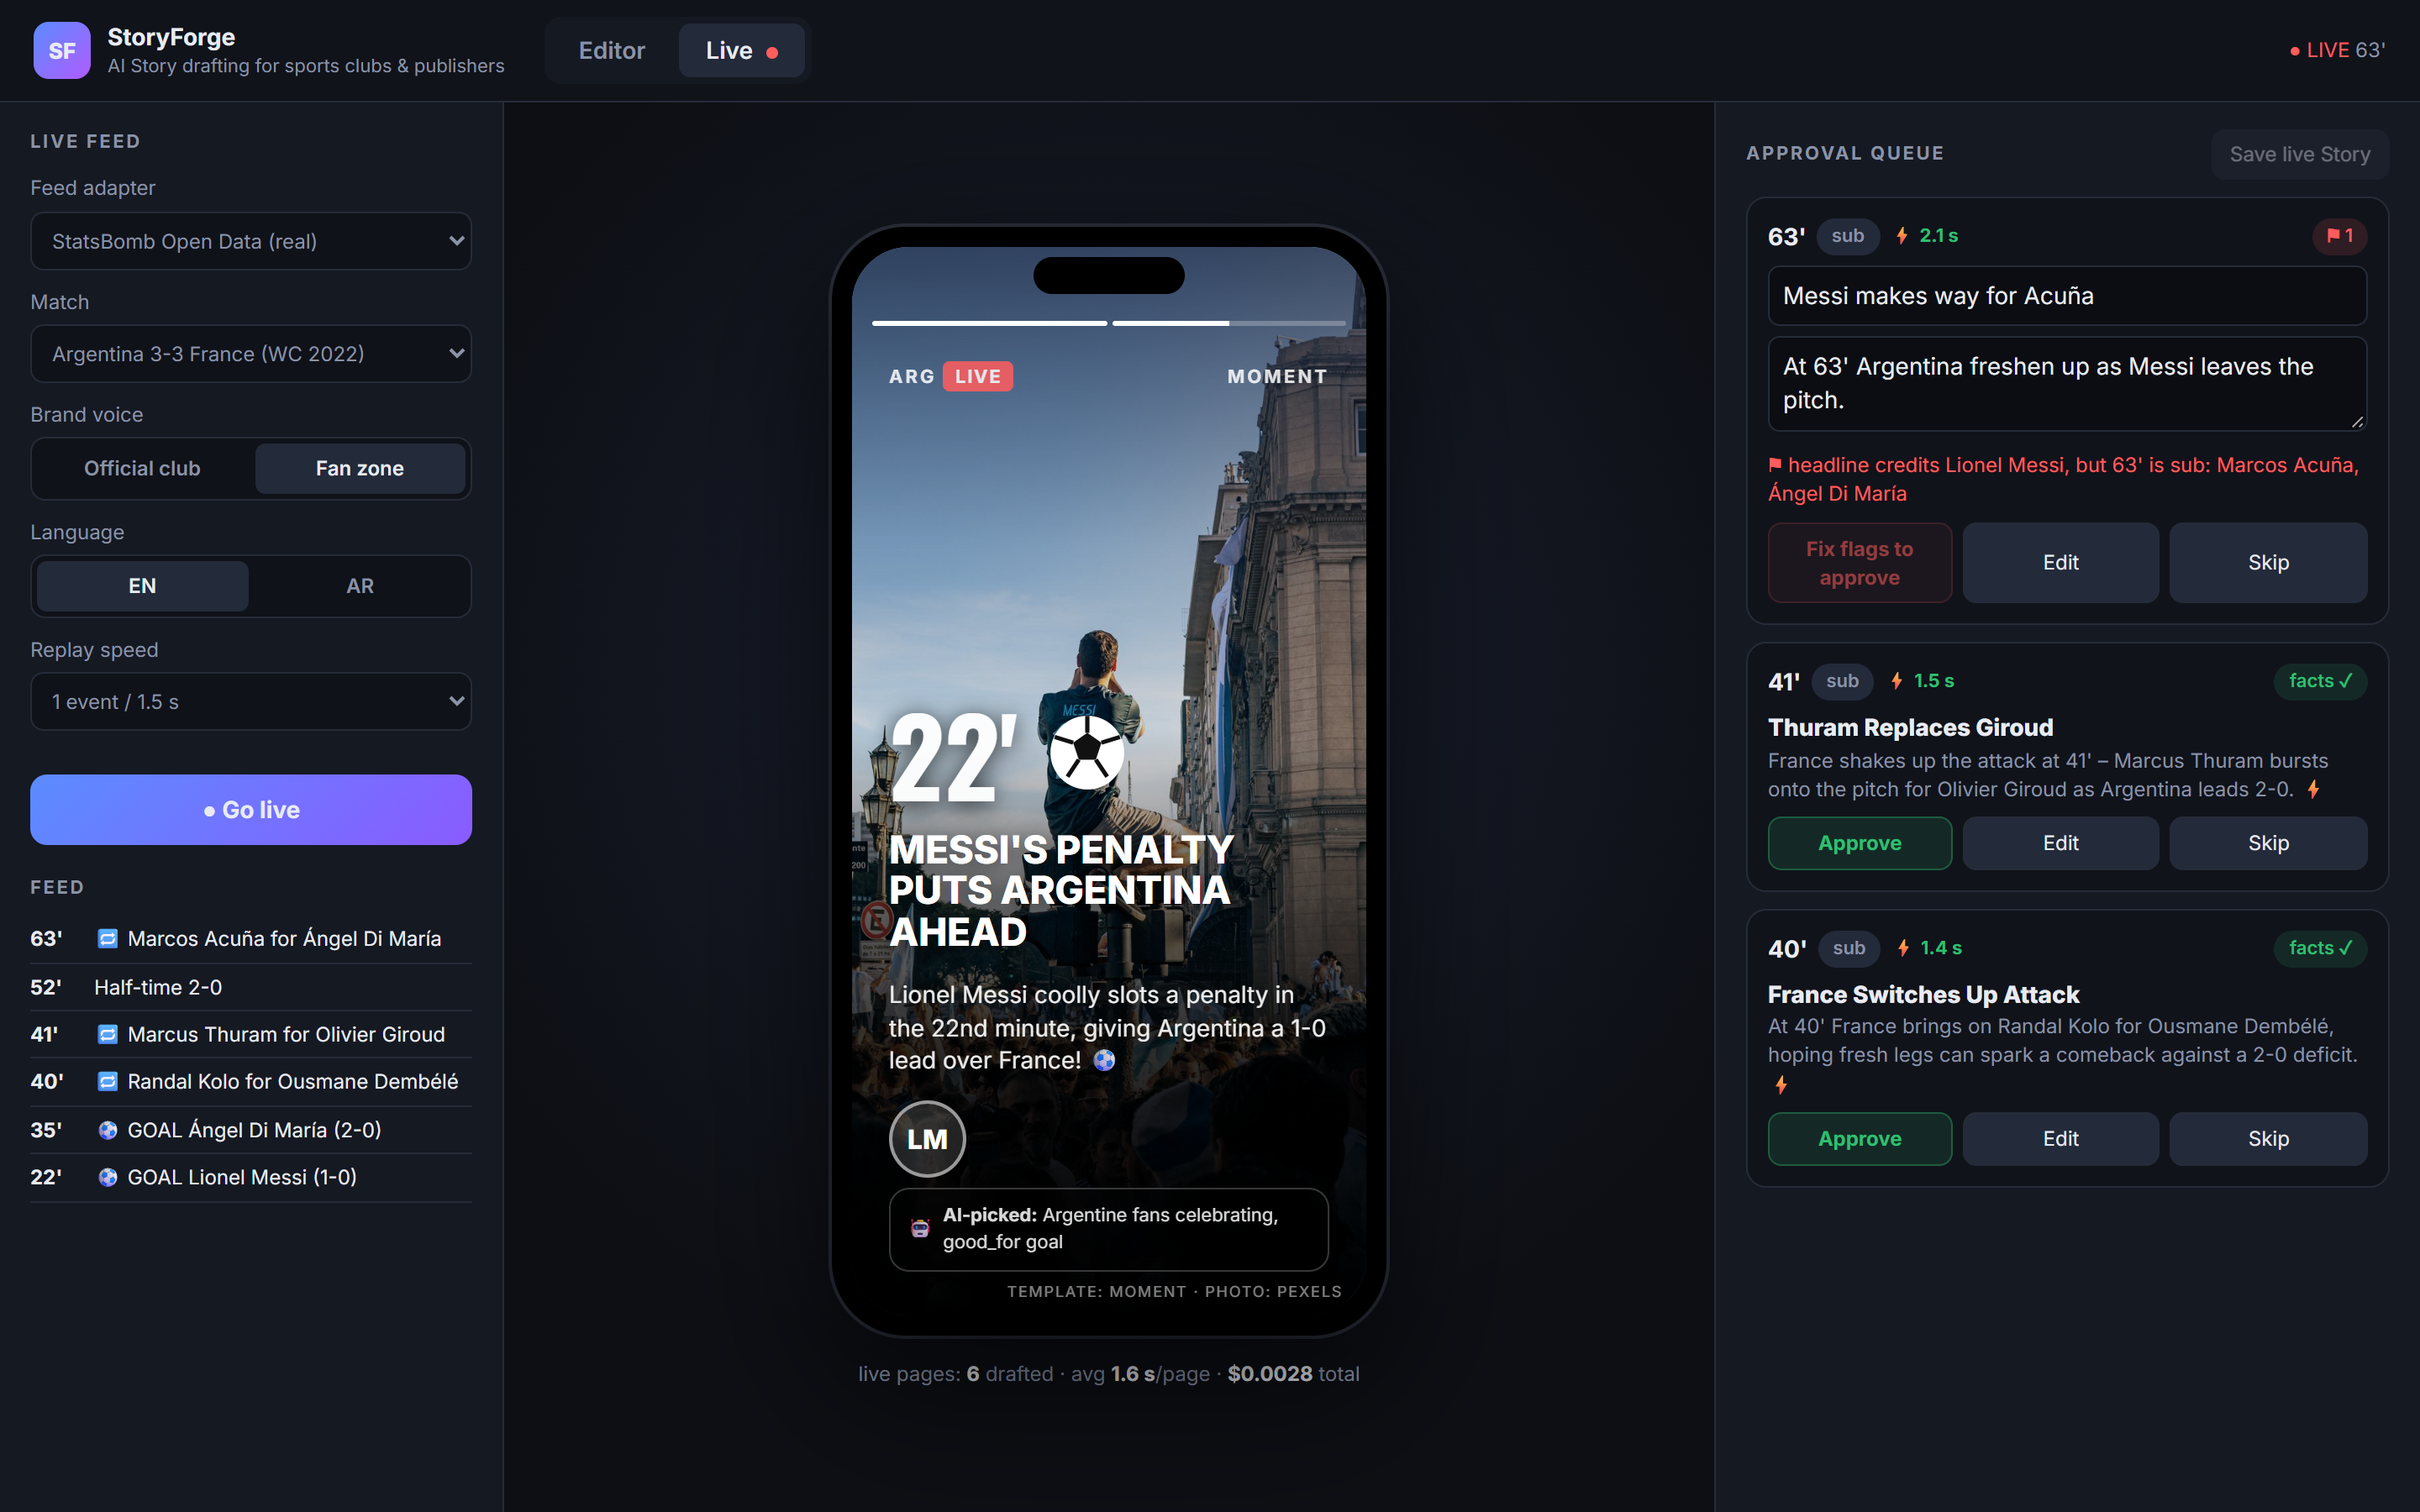 SF
StoryForge
AI Story drafting for sports clubs & publishers
Editor
Live
LIVE 63'
LIVE FEED
Feed adapter
StatsBomb Open Data (real)
Match
Argentina 3-3 France (WC 2022)
Brand voice
Official club
Fan zone
Language
EN
AR
Replay speed
1 event / 1.5 s
Go live
FEED
63' Marcos Acuña for Ángel Di María
52' Half-time 2-0
41' Marcus Thuram for Olivier Giroud
40' Randal Kolo for Ousmane Dembélé
35' GOAL Ángel Di María (2-0)
22' GOAL Lionel Messi (1-0)
ARG LIVE
MOMENT
MESSI
22'
MESSI'S PENALTY
PUTS ARGENTINA
AHEAD
Lionel Messi coolly slots a penalty in
the 22nd minute, giving Argentina a 1-0
lead over France!
LM
AI-picked: Argentine fans celebrating,
good_for goal
TEMPLATE: MOMENT · PHOTO: PEXELS
live pages: 6 drafted · avg 1.6 s/page · $0.0028 total
APPROVAL QUEUE
Save live Story
63' sub 2.1 s
1
Messi makes way for Acuña
At 63' Argentina freshen up as Messi leaves the
pitch.
headline credits Lionel Messi, but 63' is sub: Marcos Acuña,
Ángel Di María
Fix flags to
approve
Edit
Skip
41' sub 1.5 s
facts ✓
Thuram Replaces Giroud
France shakes up the attack at 41' – Marcus Thuram bursts
onto the pitch for Olivier Giroud as Argentina leads 2-0.
Approve
Edit
Skip
40' sub 1.4 s
facts ✓
France Switches Up Attack
At 40' France brings on Randal Kolo for Ousmane Dembélé,
hoping fresh legs can spark a comeback against a 2-0 deficit.
Approve
Edit
Skip